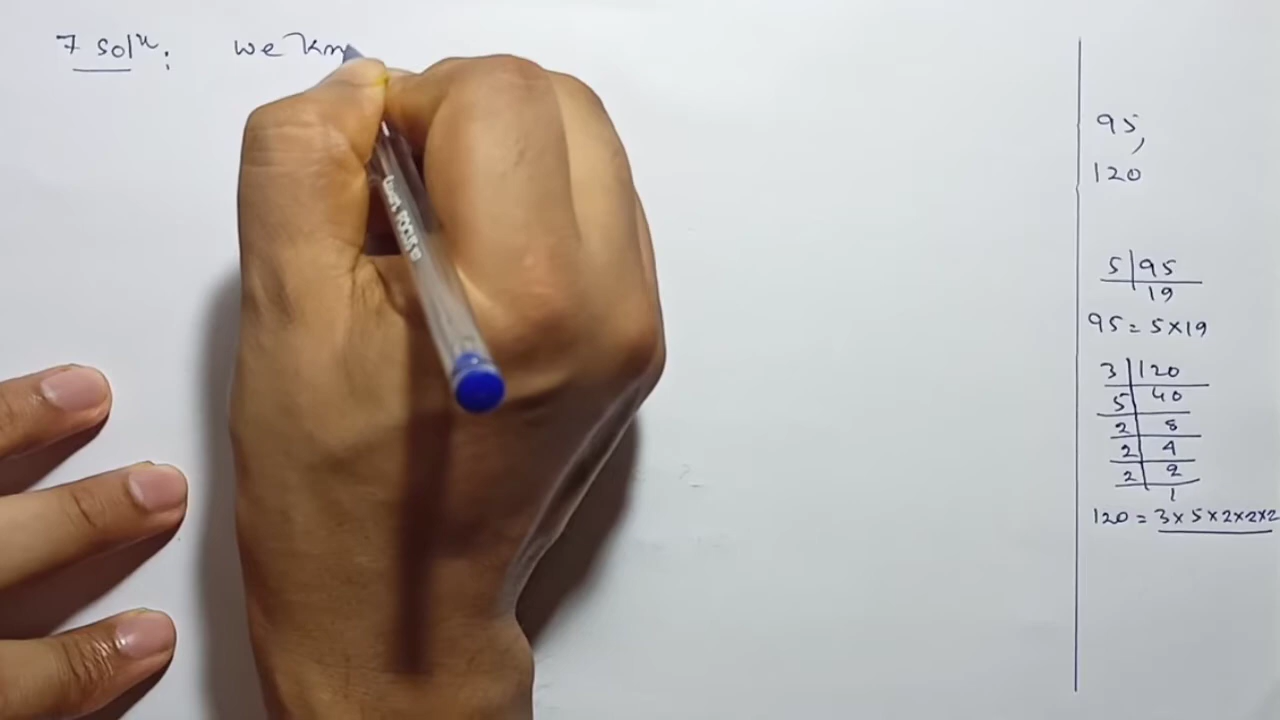 7 solⁿ: we kn
95,
120
5 | 95
19
95 = 5×19
3 | 120
5 | 40
2 | 8
2 | 4
2 | 2
1
120 = 3×5×2×2×2